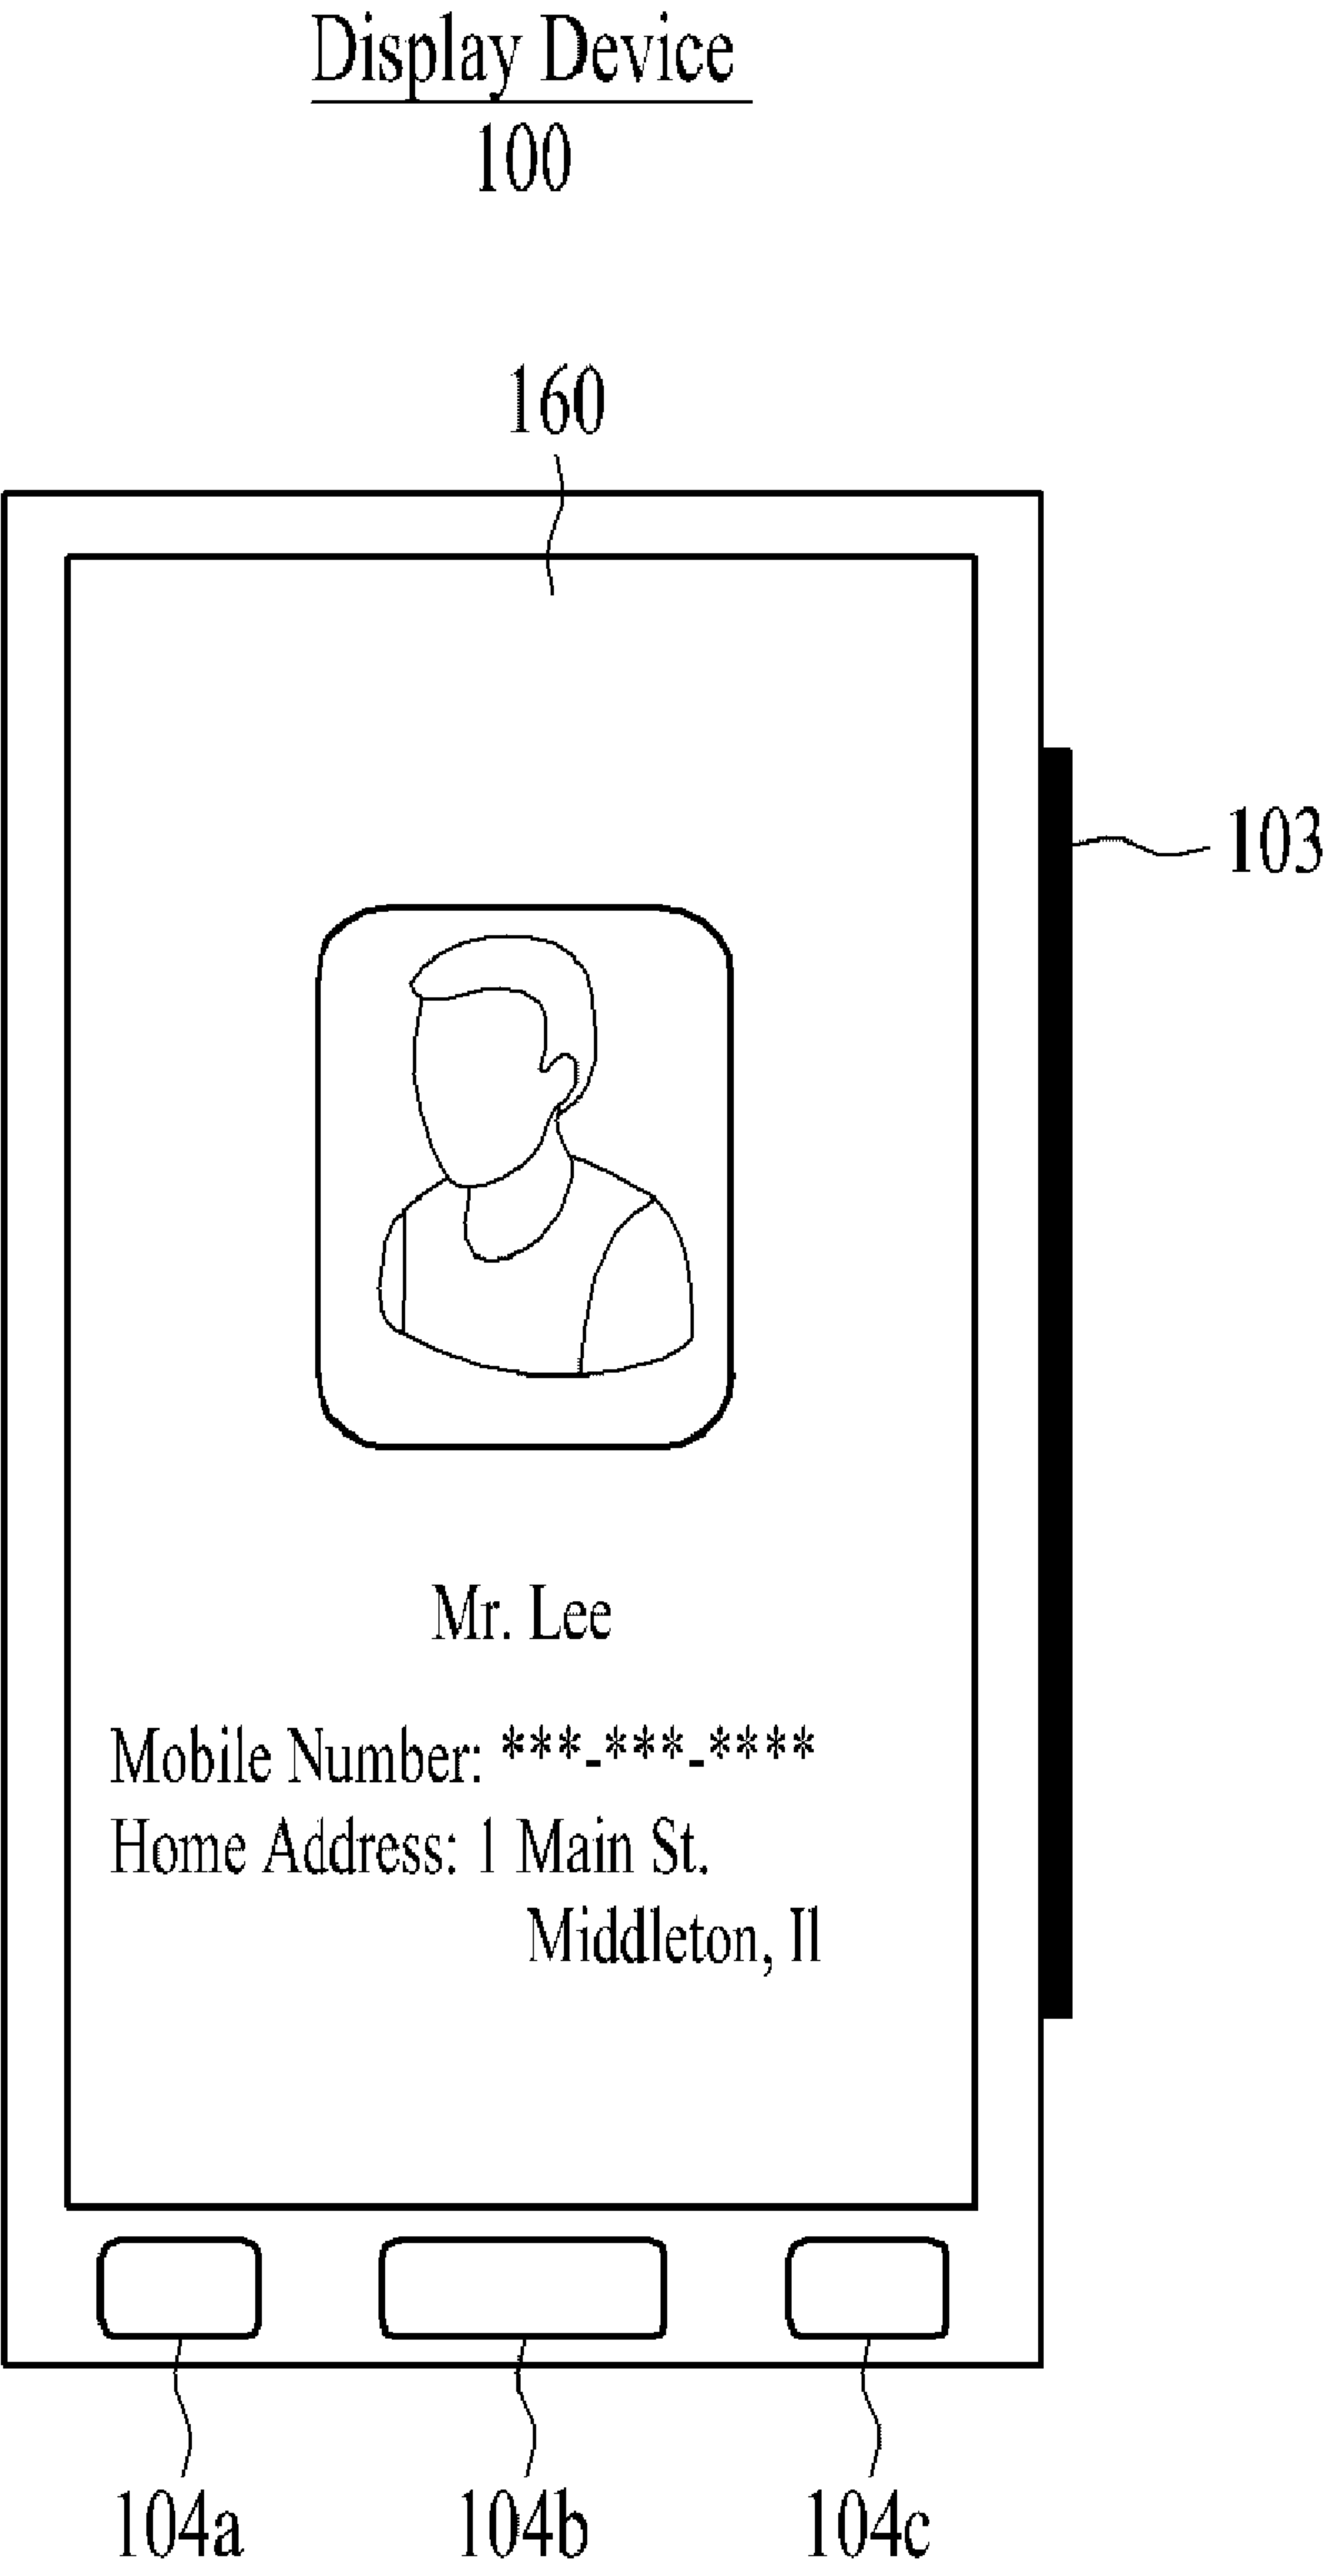 Display Device
100
160
103
Mr. Lee
Mobile Number: ***-***-****
Home Address: 1 Main St.
Middleton, Il
104a
104b
104c